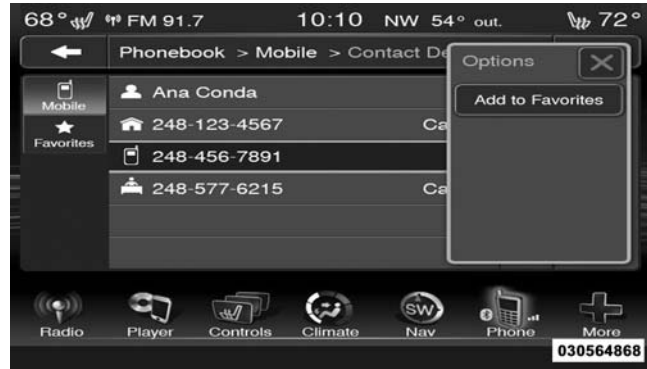 68° FM 91.7 10:10 NW 54° out. 72°
Phonebook > Mobile > Contact De
Options
Mobile
Ana Conda
Add to Favorites
Favorites
248-123-4567 Ca
248-456-7891
248-577-6215 Ca
SW
Radio Player Controls Climate Nav Phone More
030564868